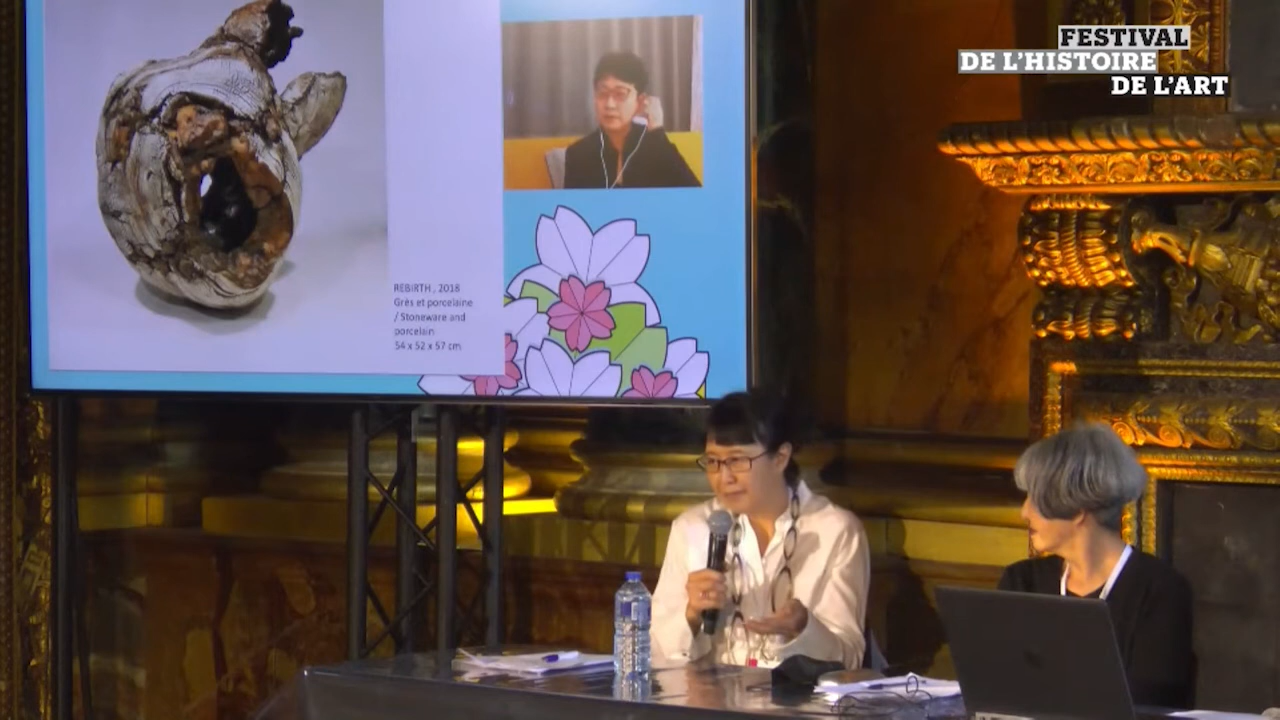 FESTIVAL
DE L'HISTOIRE
DE L'ART
REBIRTH , 2018
Grès et porcelaine
/ Stoneware and
porcelain
54 x 52 x 57 cm